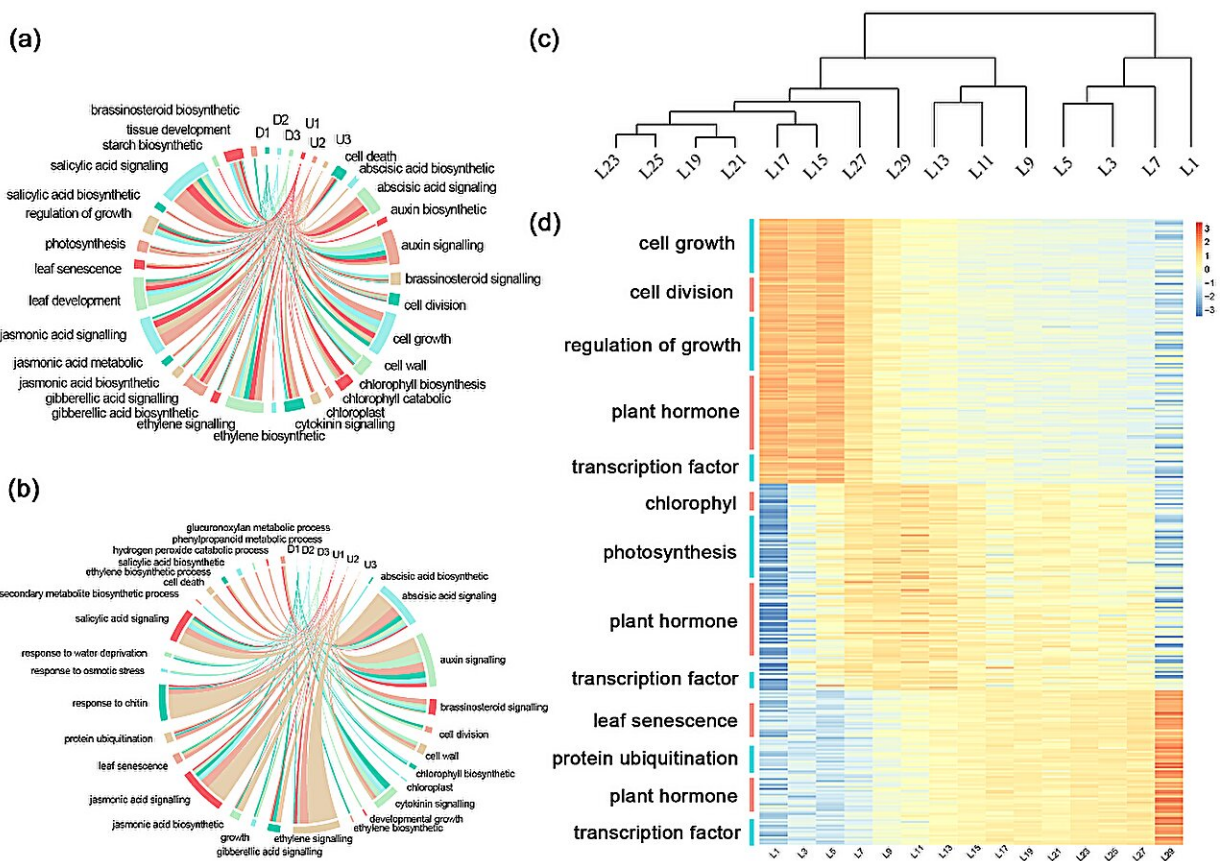 (a)
brassinosteroid biosynthetic
tissue development
starch biosynthetic
salicylic acid signaling
salicylic acid biosynthetic
regulation of growth
photosynthesis
leaf senescence
leaf development
jasmonic acid signalling
jasmonic acid metabolic
jasmonic acid biosynthetic
gibberellic acid signalling
gibberellic acid biosynthetic
ethylene signalling
ethylene biosynthetic
D1
D2
D3
U1
U2
U3
cell death
abscisic acid biosynthetic
abscisic acid signaling
auxin biosynthetic
auxin signalling
brassinosteroid signalling
cell division
cell growth
cell wall
chlorophyll biosynthesis
chlorophyll catabolic
chloroplast
cytokinin signalling
(b)
glucuronoxylan metabolic process
phenylpropanoid metabolic process
hydrogen peroxide catabolic process
salicylic acid biosynthetic
ethylene biosynthetic process
cell death
secondary metabolite biosynthetic process
salicylic acid signaling
response to water deprivation
response to osmotic stress
response to chitin
protein ubiquitination
leaf senescence
jasmonic acid signalling
jasmonic acid biosynthetic
growth
gibberellic acid signalling
ethylene signalling
D1
D2
D3
U1
U2
U3
abscisic acid biosynthetic
abscisic acid signaling
auxin signalling
brassinosteroid signalling
cell division
cell wall
chlorophyll biosynthetic
chloroplast
cytokinin signalling
developmental growth
ethylene biosynthetic
(c)
L23 L25 L19 L21 L17 L15 L27 L29 L13 L11 L9 L5 L3 L7 L1
(d)
cell growth
cell division
regulation of growth
plant hormone
transcription factor
chlorophyl
photosynthesis
plant hormone
transcription factor
leaf senescence
protein ubiquitination
plant hormone
transcription factor
3
2
1
0
−1
−2
−3
L1 L3 L5 L7 L9 L11 L13 L15 L17 L19 L21 L23 L25 L27 L29